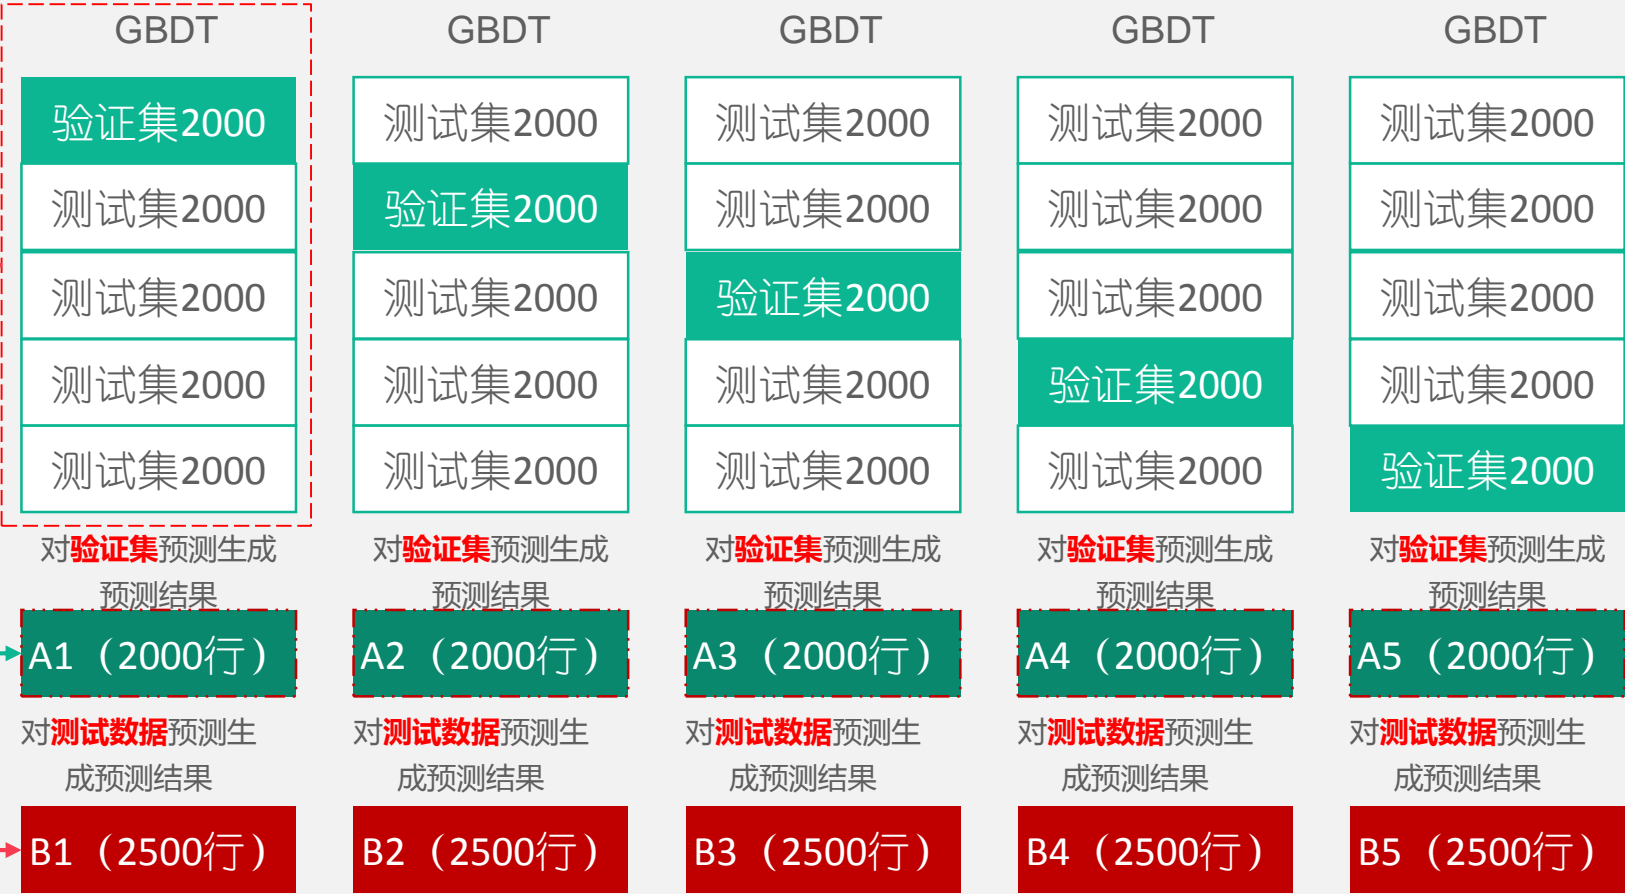 GBDT GBDT GBDT GBDT GBDT
验证集2000 测试集2000 测试集2000 测试集2000 测试集2000
测试集2000 验证集2000 测试集2000 测试集2000 测试集2000
测试集2000 测试集2000 验证集2000 测试集2000 测试集2000
测试集2000 测试集2000 测试集2000 验证集2000 测试集2000
测试集2000 测试集2000 测试集2000 测试集2000 验证集2000
对验证集预测生成 对验证集预测生成 对验证集预测生成 对验证集预测生成 对验证集预测生成
预测结果 预测结果 预测结果 预测结果 预测结果
A1（2000行） A2（2000行） A3（2000行） A4（2000行） A5（2000行）
对测试数据预测生 对测试数据预测生 对测试数据预测生 对测试数据预测生 对测试数据预测生
成预测结果 成预测结果 成预测结果 成预测结果 成预测结果
B1（2500行） B2（2500行） B3（2500行） B4（2500行） B5（2500行）